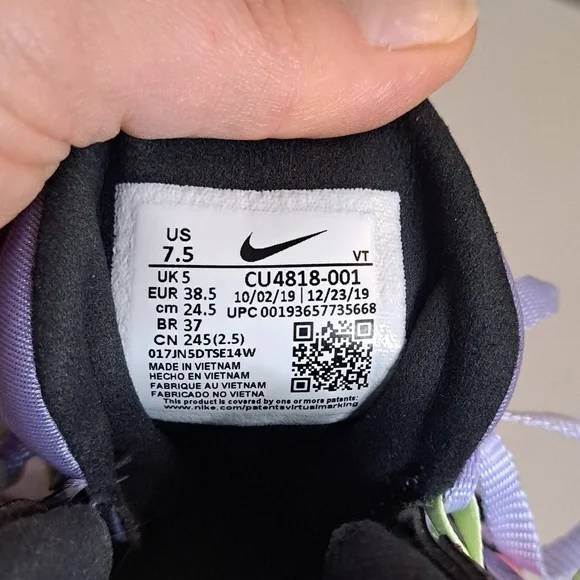 US
7.5
VT
UK 5
CU4818-001
EUR 38.5
10/02/19 | 12/23/19
cm 24.5
UPC 00193657735668
BR 37
CN 245(2.5)
017JN5DTSE14W
MADE IN VIETNAM
HECHO EN VIETNAM
FABRIQUE AU VIETNAM
FABRICADO NO VIETNA
This product is covered by one or more patents:
www.nike.com/patentsvirtualmarking